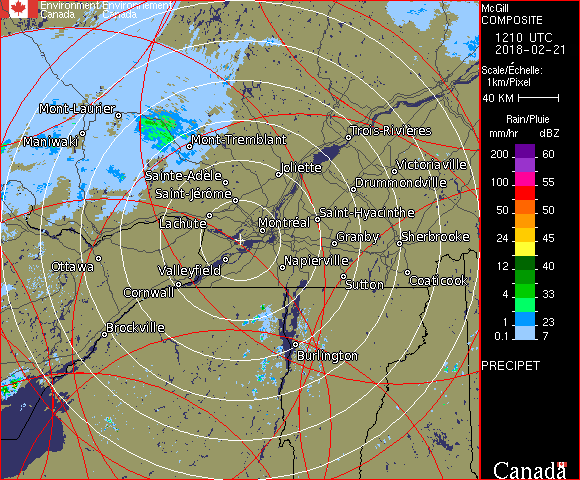 Environment Environnement
Canada Canada
McGill
COMPOSITE
1210 UTC
2018-02-21
Scale/Échelle:
1km/Pixel
40 KM
Rain/Pluie
mm/hr dBZ
200 60
100 55
50 50
24 45
12 40
4 33
1 23
0.1 7
PRECIPET
Canada
Mont-Laurier
Maniwaki
Mont-Tremblant
Trois-Rivières
Joliette
Victoriaville
Sainte-Adèle
Drummondville
Saint-Jérôme
Saint-Hyacinthe
Lachute
Montréal
Granby
Sherbrooke
Ottawa
Valleyfield
Napierville
Coaticook
Cornwall
Sutton
Brockville
Burlington